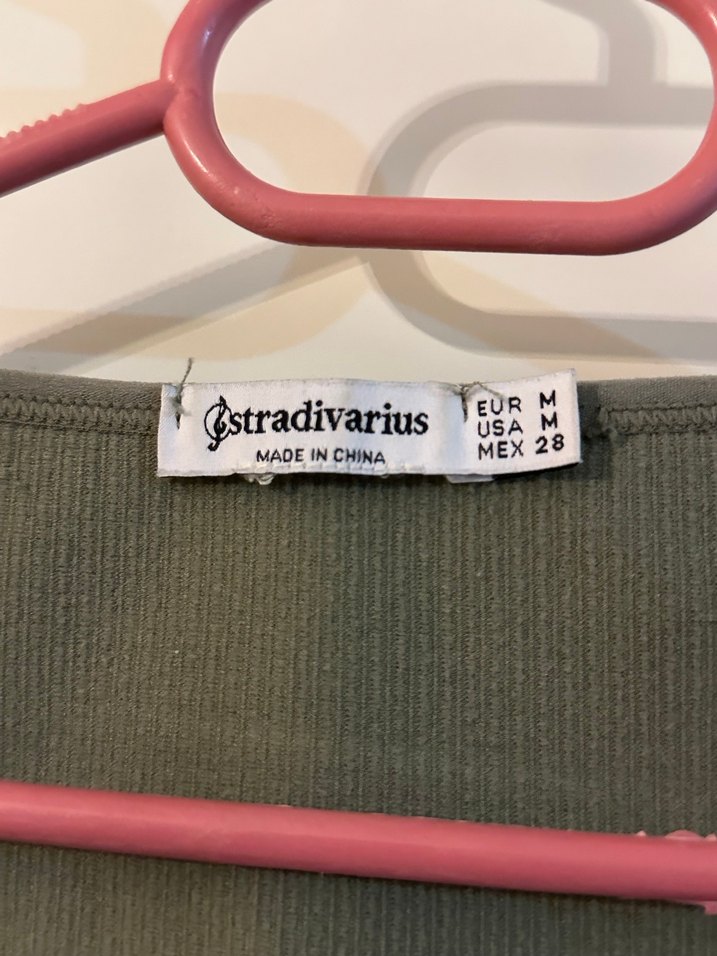 stradivarius
MADE IN CHINA
EUR M
USA M
MEX 28